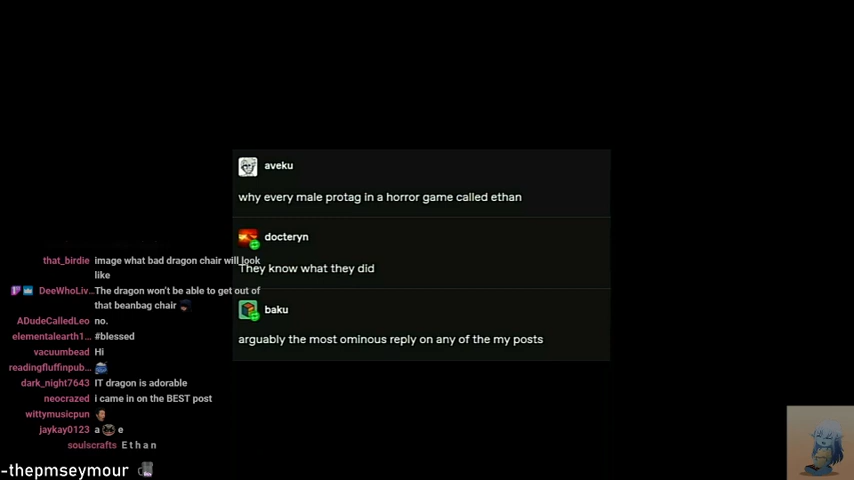 aveku
why every male protag in a horror game called ethan
docteryn
They know what they did
baku
arguably the most ominous reply on any of the my posts
that_birdie image what bad dragon chair will look
like
DeeWhoLiv... The dragon won't be able to get out of
that beanbag chair
ADudeCalledLeo no.
elementalearth1... #blessed
vacuumbead Hi
readingfluffinpub...
dark_night7643 IT dragon is adorable
neocrazed i came in on the BEST post
wittymusicpun
jaykay0123 a e
soulscrafts E t h a n
-thepmseymour